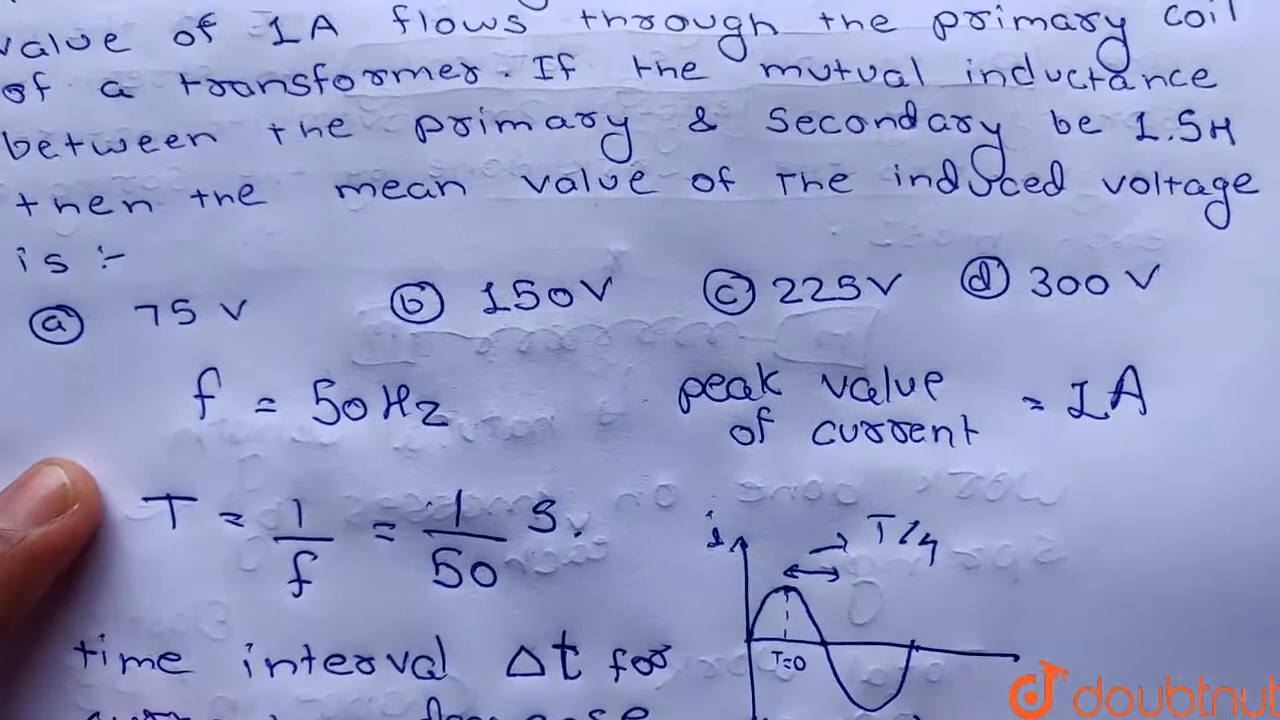 value of 1A flows through the primary coil
of a transformer. If the mutual inductance
between the primary & Secondary be 1.5H
then the mean value of The induced voltage
is :-
(a) 75 V (b) 150V (c) 225V (d) 300 V
f = 50Hz peak value of current = 1A
T = 1/f = 1/50 S.
i T/4
T=0
time interval Δt for
doubtnut